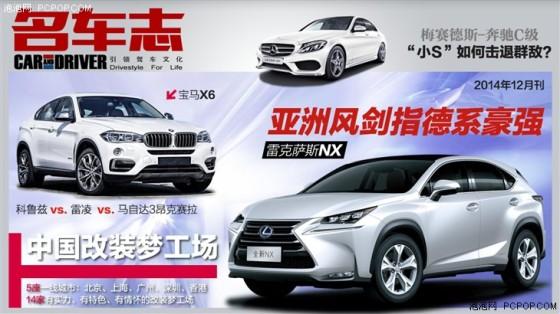 泡泡网 PCPOP.COM
名车志
CAR AND DRIVER
引领驾车文化
Drivestyle For Life
梅赛德斯-奔驰C级
“小S”如何击退群敌?
2014年12月刊
宝马X6
亚洲风剑指德系豪强
雷克萨斯NX
科鲁兹 vs. 雷凌 vs. 马自达3昂克赛拉
中国改装梦工场
5座一线城市:北京、上海、广州、深圳、香港
14家有实力、有特色、有情怀的改装梦工场
全新NX
泡泡网 PCPOP.COM